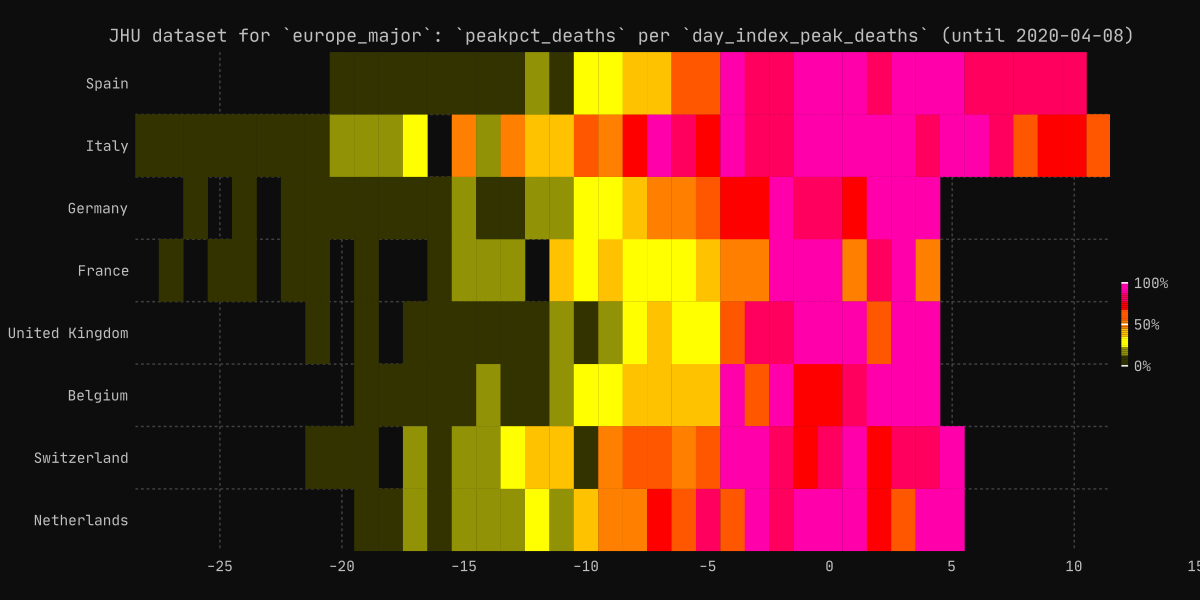 JHU dataset for `europe_major`: `peakpct_deaths` per `day_index_peak_deaths` (until 2020-04-08)
Spain
Italy
Germany
France
United Kingdom
Belgium
Switzerland
Netherlands
100%
50%
0%
-25 -20 -15 -10 -5 0 5 10 15